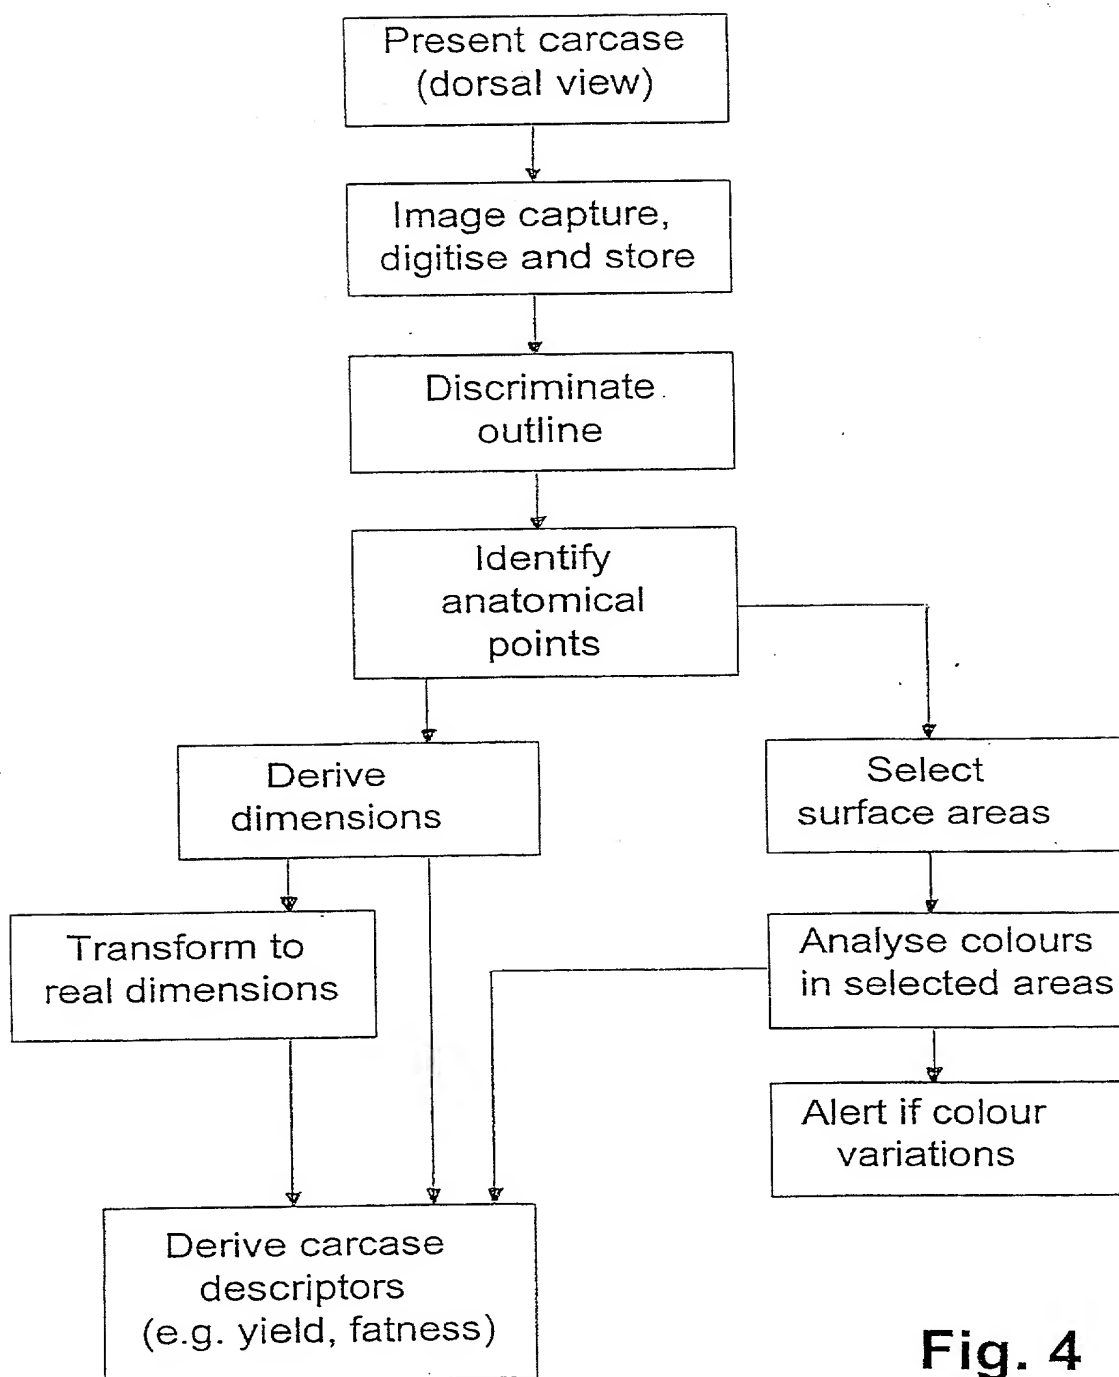 Present carcase
(dorsal view)
Image capture,
digitise and store
Discriminate
outline
Identify
anatomical
points
Derive
dimensions
Select
surface areas
Transform to
real dimensions
Analyse colours
in selected areas
Alert if colour
variations
Derive carcase
descriptors
(e.g. yield, fatness)
Fig. 4